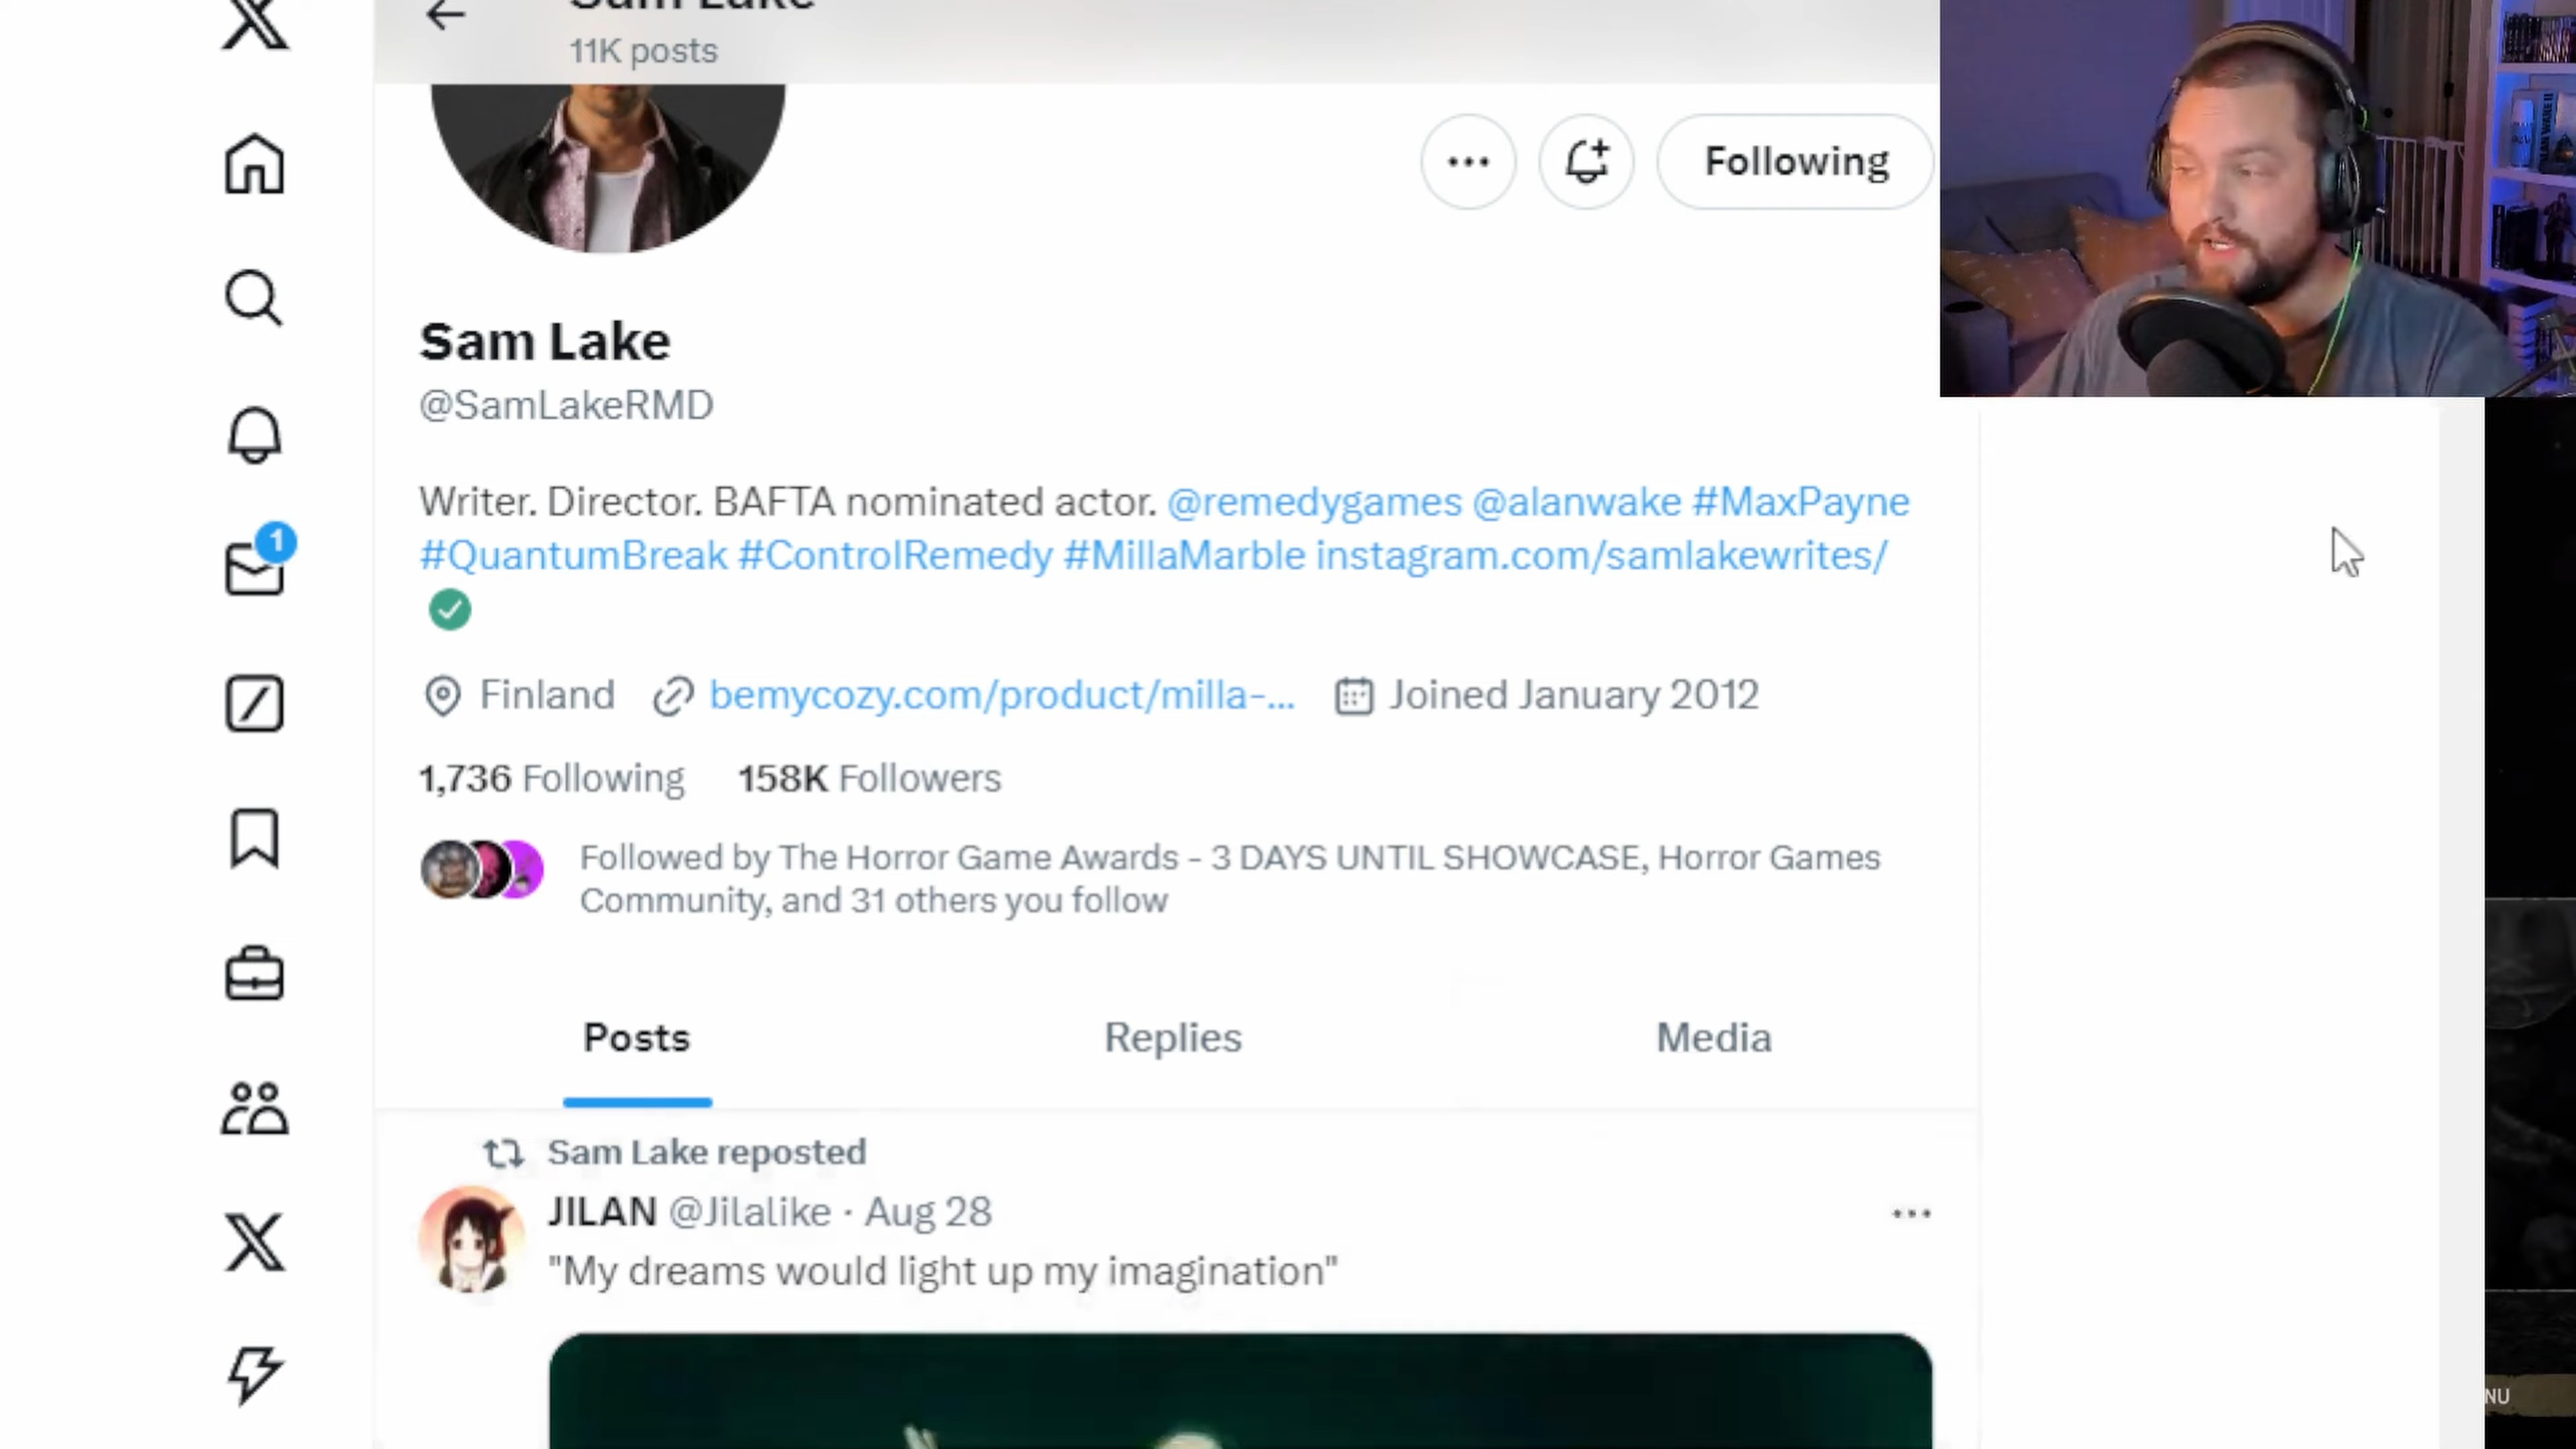 Sam Lake
11K posts
Following
Sam Lake
@SamLakeRMD
Writer. Director. BAFTA nominated actor. @remedygames @alanwake #MaxPayne
#QuantumBreak #ControlRemedy #MillaMarble instagram.com/samlakewrites/
1
Finland bemycozy.com/product/milla-... Joined January 2012
1,736 Following 158K Followers
Followed by The Horror Game Awards - 3 DAYS UNTIL SHOWCASE, Horror Games
Community, and 31 others you follow
Posts Replies Media
Sam Lake reposted
JILAN @Jilalike · Aug 28
"My dreams would light up my imagination"
NU